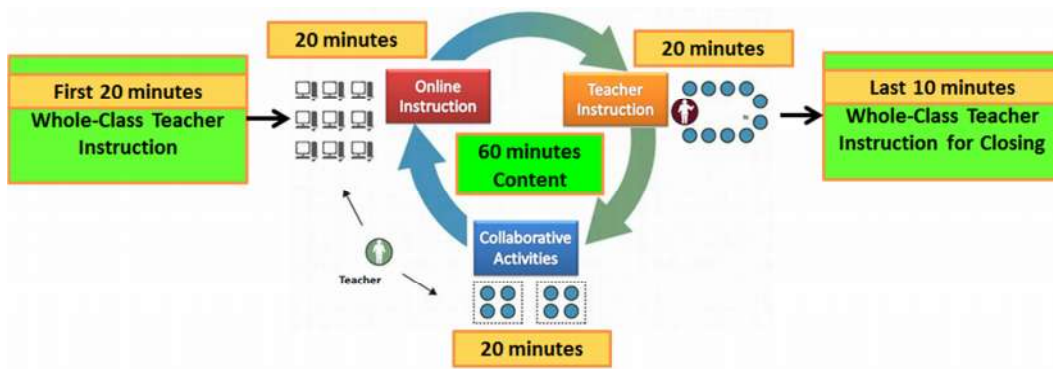 First 20 minutes
Whole-Class Teacher
Instruction
20 minutes
Online
Instruction
Teacher
Instruction
20 minutes
60 minutes
Content
Collaborative
Activities
20 minutes
Teacher
Last 10 minutes
Whole-Class Teacher
Instruction for Closing